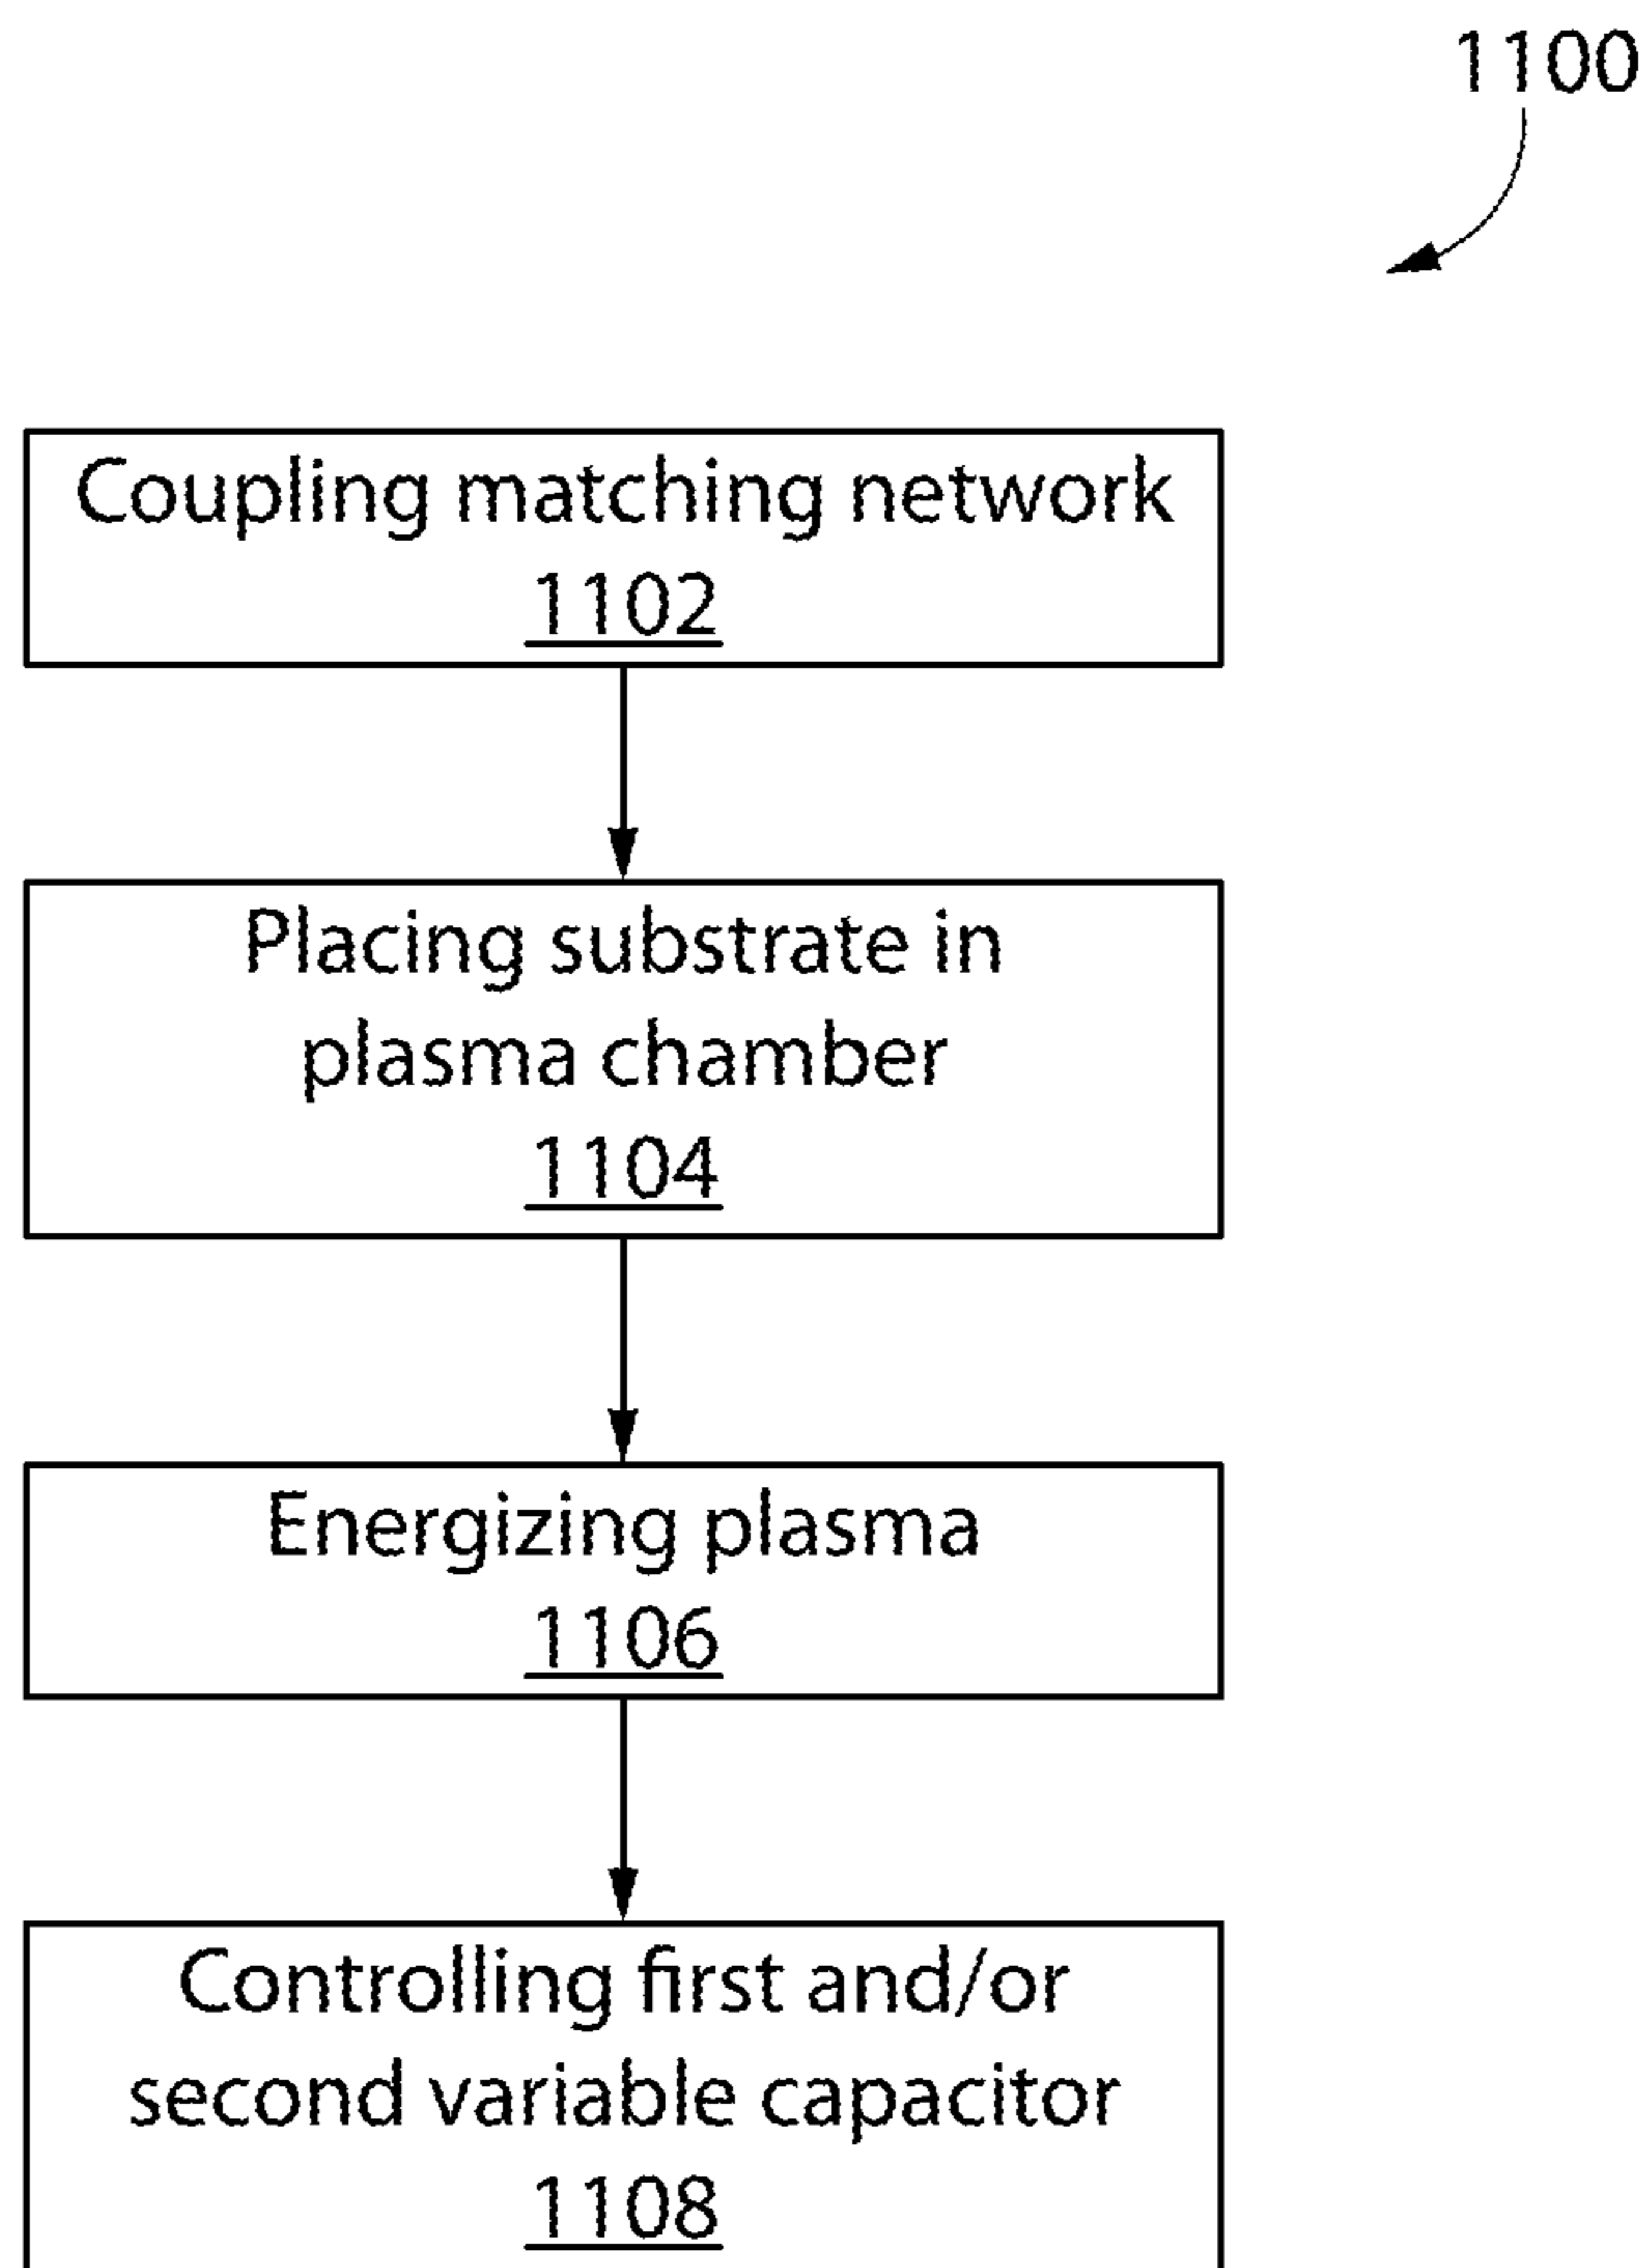 1100
Coupling matching network
1102
Placing substrate in
plasma chamber
1104
Energizing plasma
1106
Controlling first and/or
second variable capacitor
1108